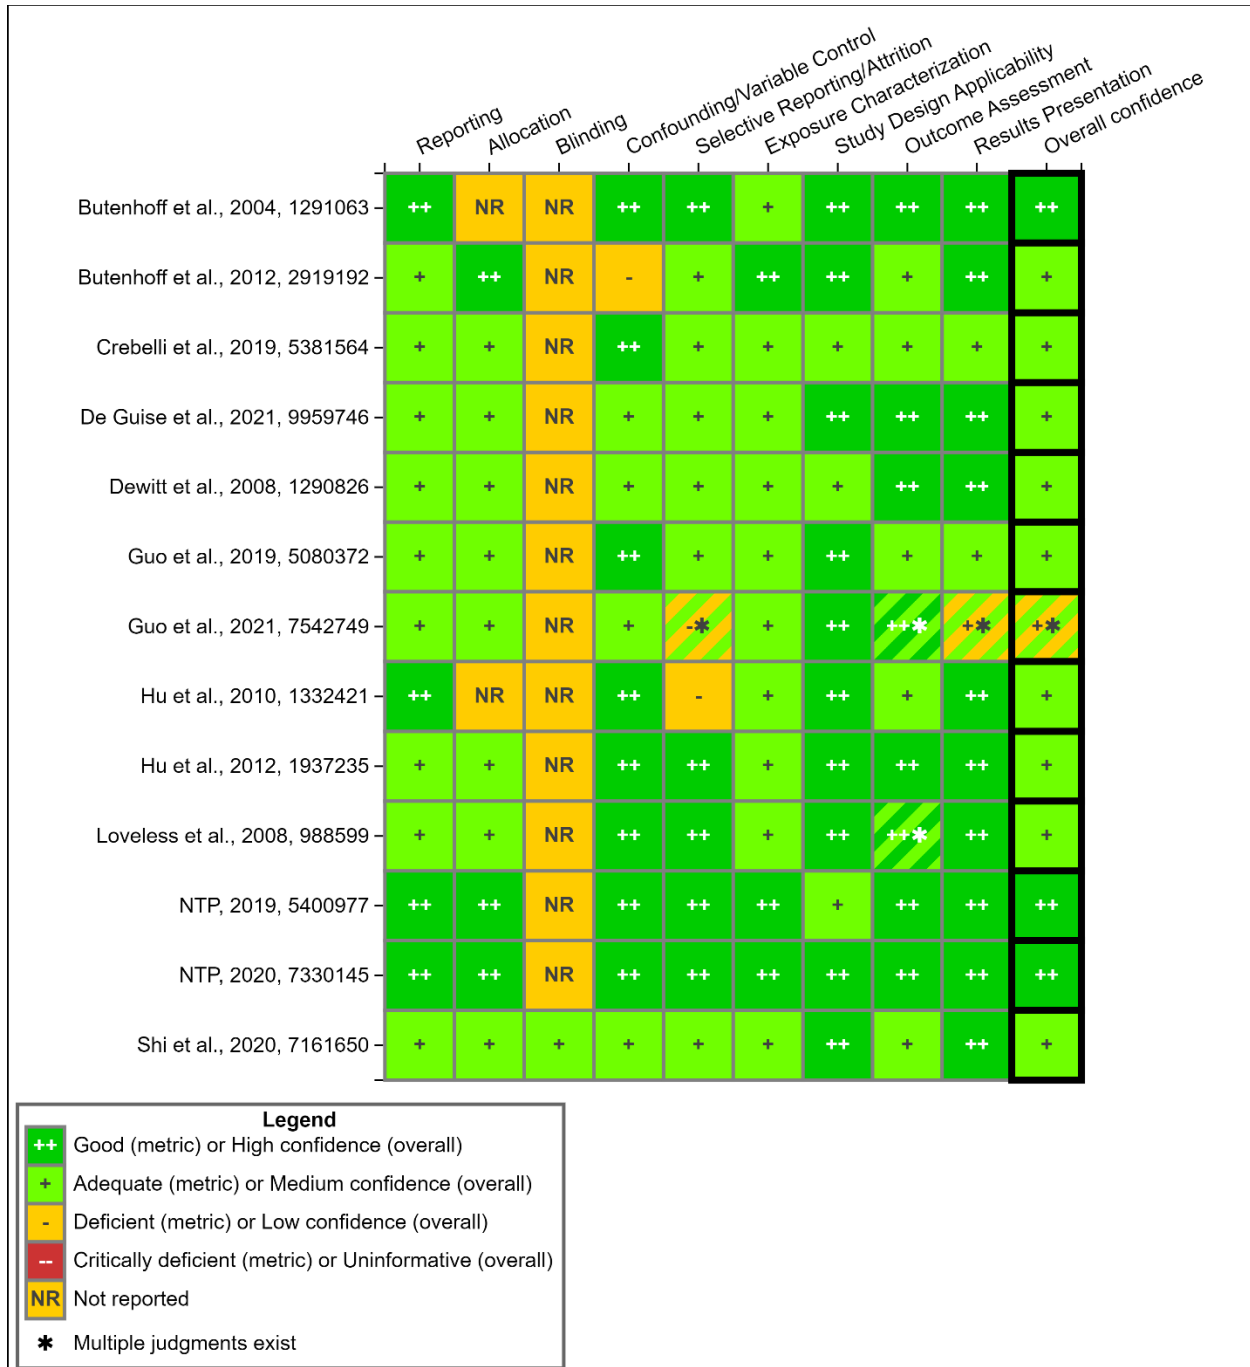 Reporting
Allocation
Blinding
Confounding/Variable Control
Selective Reporting/Attrition
Exposure Characterization
Study Design Applicability
Outcome Assessment
Results Presentation
Overall confidence
Butenhoff et al., 2004, 1291063 ++ NR NR ++ ++ + ++ ++ ++ ++
Butenhoff et al., 2012, 2919192 + ++ NR - + ++ ++ + ++ +
Crebelli et al., 2019, 5381564 + + NR ++ + + + + + +
De Guise et al., 2021, 9959746 + + NR + + + ++ ++ ++ +
Dewitt et al., 2008, 1290826 + + NR + + + + ++ ++ +
Guo et al., 2019, 5080372 + + NR ++ + + ++ + + +
Guo et al., 2021, 7542749 + + NR + -✱ + ++ ++✱ +✱ +✱
Hu et al., 2010, 1332421 ++ NR NR ++ - + ++ + ++ +
Hu et al., 2012, 1937235 + + NR ++ ++ + ++ ++ ++ +
Loveless et al., 2008, 988599 + + NR ++ ++ + ++ ++✱ ++ +
NTP, 2019, 5400977 ++ ++ NR ++ ++ ++ + ++ ++ ++
NTP, 2020, 7330145 ++ ++ NR ++ ++ ++ ++ ++ ++ ++
Shi et al., 2020, 7161650 + + + + + + ++ + ++ +
Legend
++ Good (metric) or High confidence (overall)
+ Adequate (metric) or Medium confidence (overall)
- Deficient (metric) or Low confidence (overall)
-- Critically deficient (metric) or Uninformative (overall)
NR Not reported
✱ Multiple judgments exist